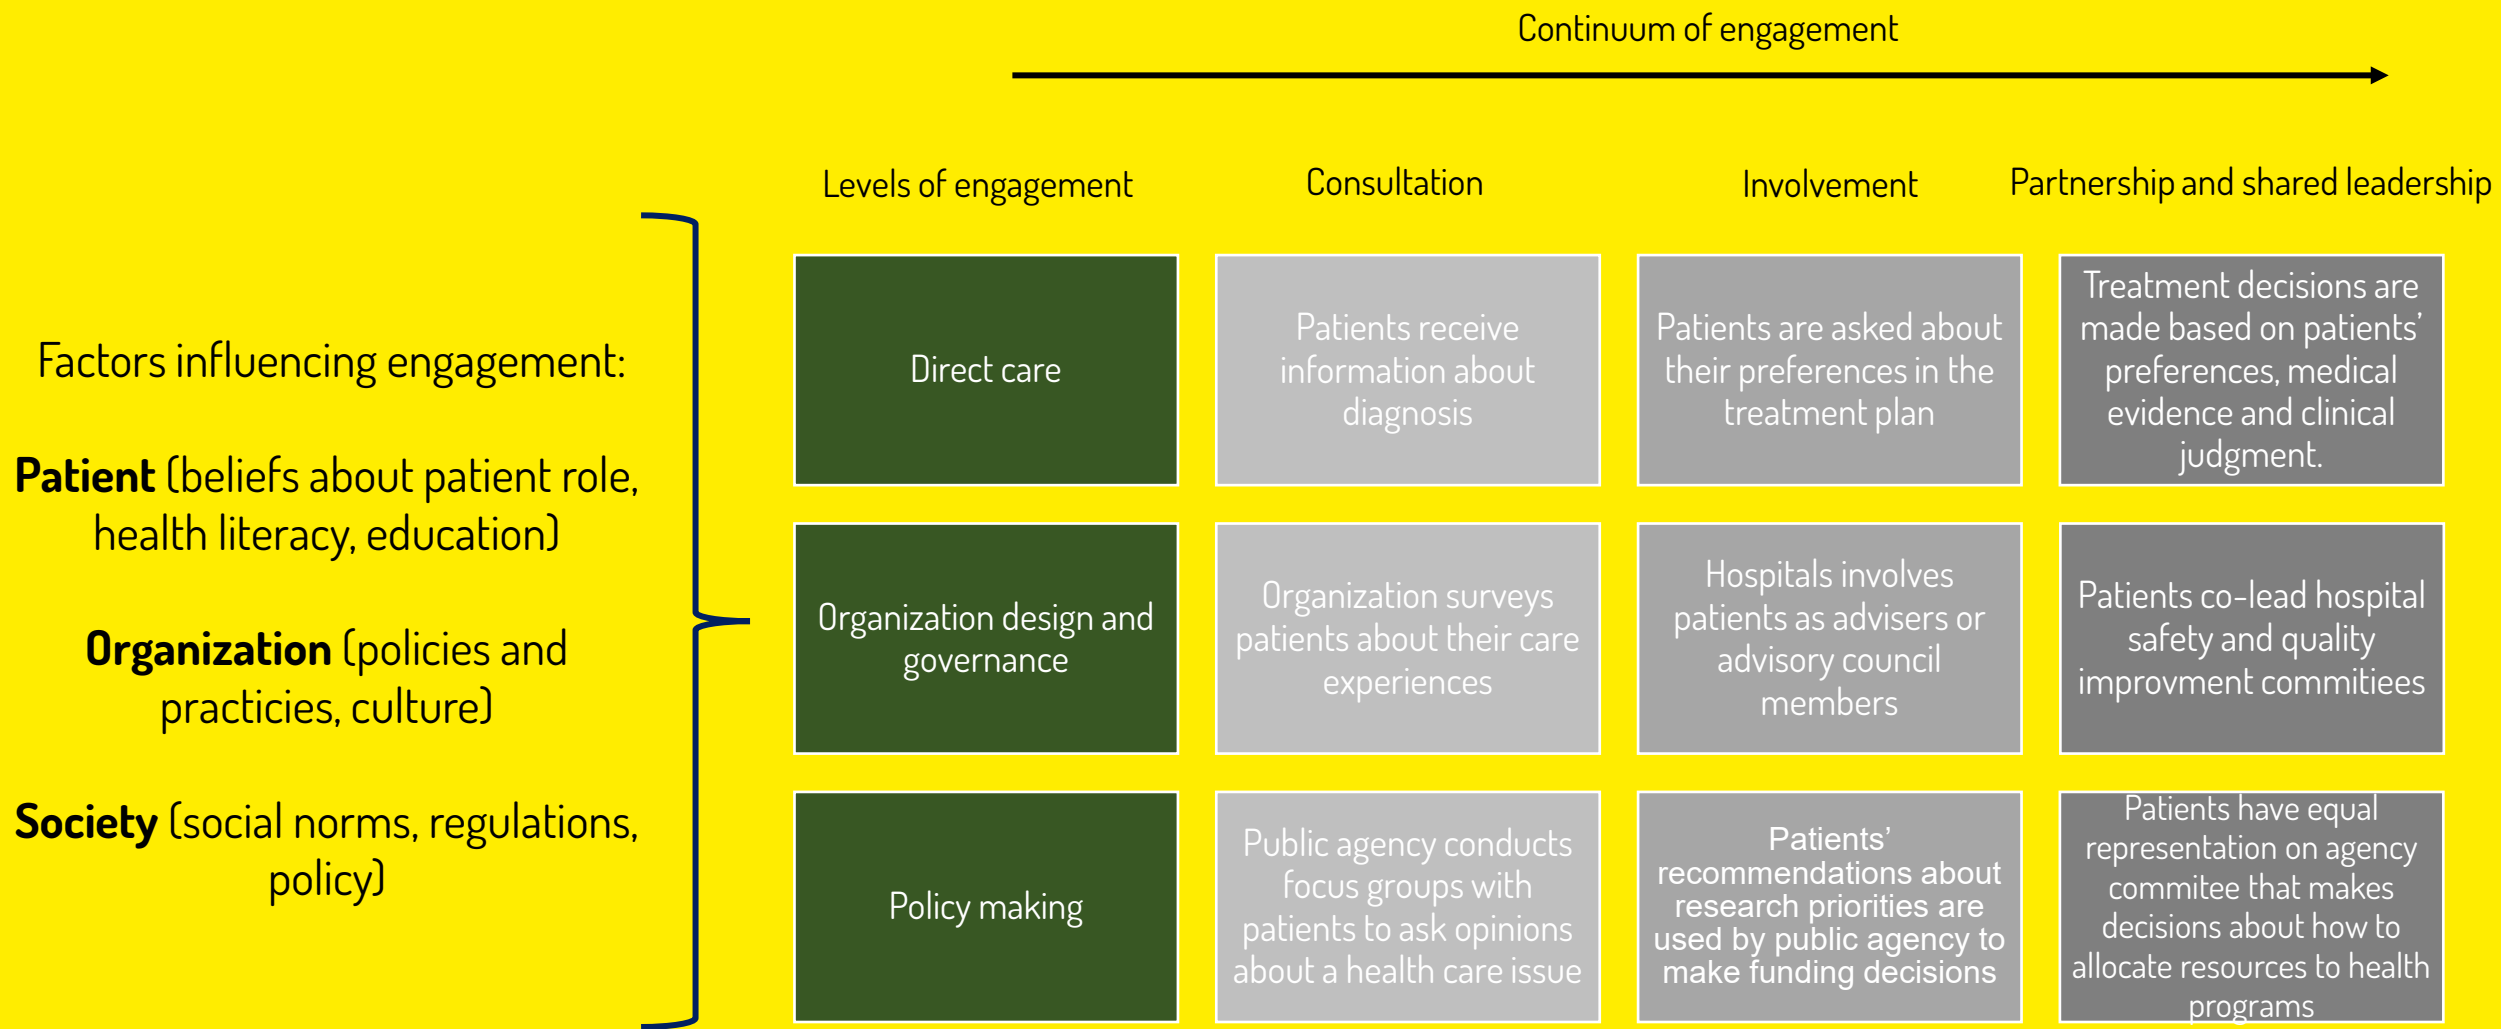 Continuum of engagement
Levels of engagement
Consultation
Involvement
Partnership and shared leadership
Factors influencing engagement:
Patient (beliefs about patient role,
health literacy, education)
Organization (policies and
practicies, culture)
Society (social norms, regulations,
policy)
Direct care
Patients receive
information about
diagnosis
Patients are asked about
their preferences in the
treatment plan
Treatment decisions are
made based on patients’
preferences, medical
evidence and clinical
judgment.
Organization design and
governance
Organization surveys
patients about their care
experiences
Hospitals involves
patients as advisers or
advisory council
members
Patients co-lead hospital
safety and quality
improvment commitiees
Policy making
Public agency conducts
focus groups with
patients to ask opinions
about a health care issue
Patients’
recommendations about
research priorities are
used by public agency to
make funding decisions
Patients have equal
representation on agency
commitee that makes
decisions about how to
allocate resources to health
programs